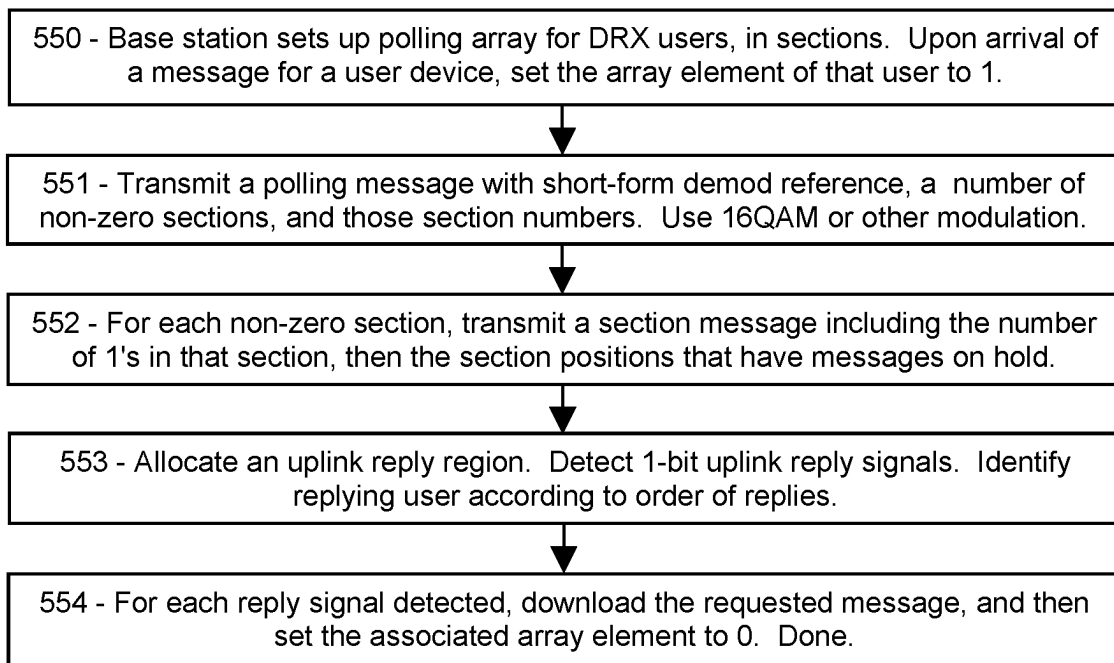 550 - Base station sets up polling array for DRX users, in sections.  Upon arrival of
a message for a user device, set the array element of that user to 1.
551 - Transmit a polling message with short-form demod reference, a  number of
non-zero sections, and those section numbers.  Use 16QAM or other modulation.
552 - For each non-zero section, transmit a section message including the number
of 1's in that section, then the section positions that have messages on hold.
553 - Allocate an uplink reply region.  Detect 1-bit uplink reply signals.  Identify
replying user according to order of replies.
554 - For each reply signal detected, download the requested message, and then
set the associated array element to 0.  Done.